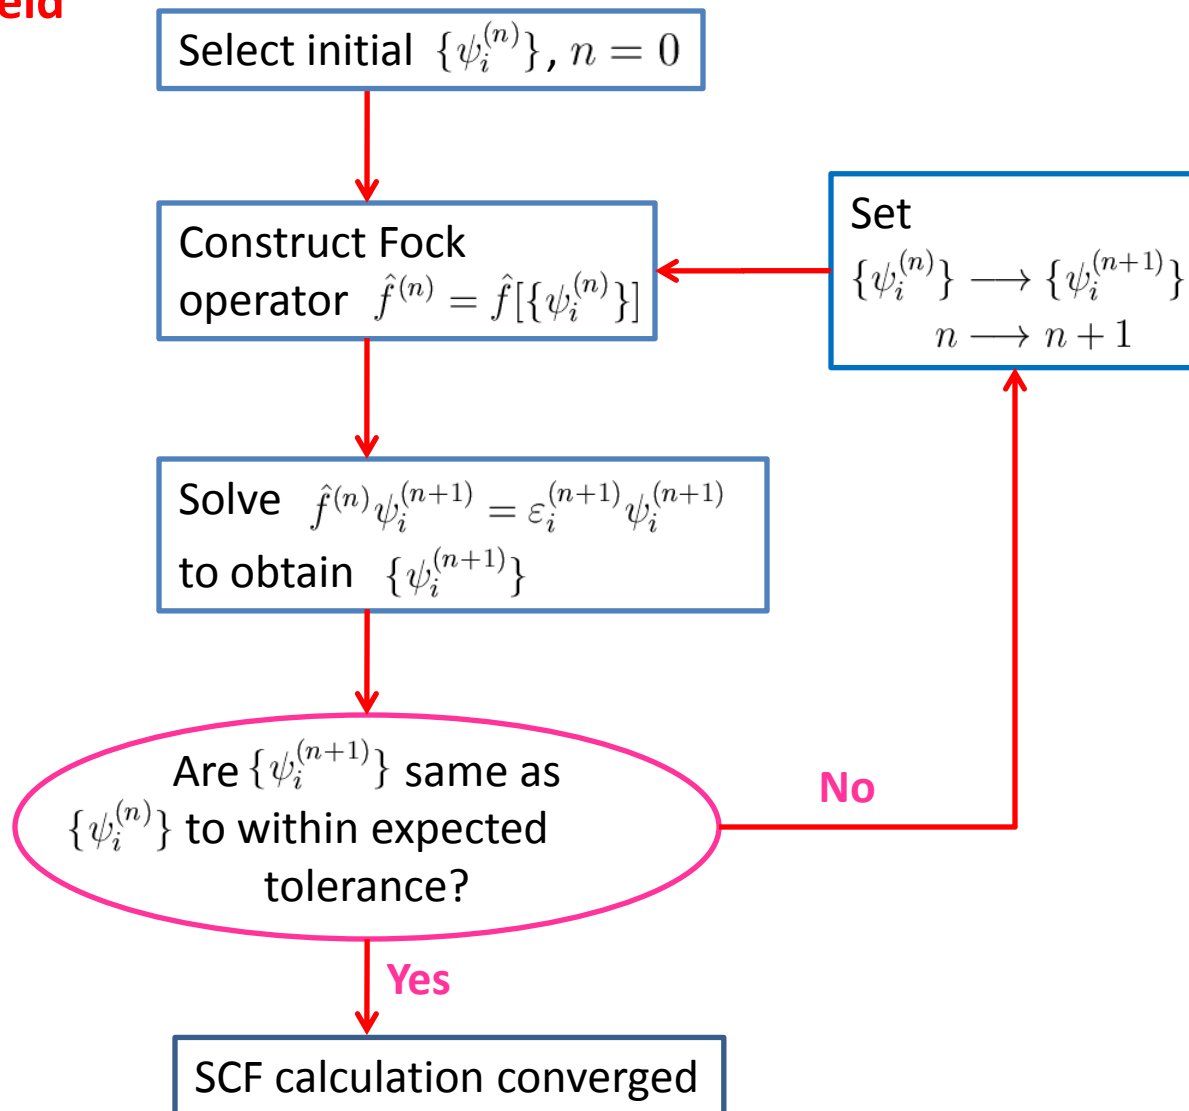 Select initial {ψ_i^(n)}, n = 0
Construct Fock
operator f̂^(n) = f̂[{ψ_i^(n)}]
Set
{ψ_i^(n)} ⟶ {ψ_i^(n+1)}
n ⟶ n + 1
Solve f̂^(n) ψ_i^(n+1) = ε_i^(n+1) ψ_i^(n+1)
to obtain {ψ_i^(n+1)}
Are {ψ_i^(n+1)} same as
{ψ_i^(n)} to within expected
tolerance?
No
Yes
SCF calculation converged